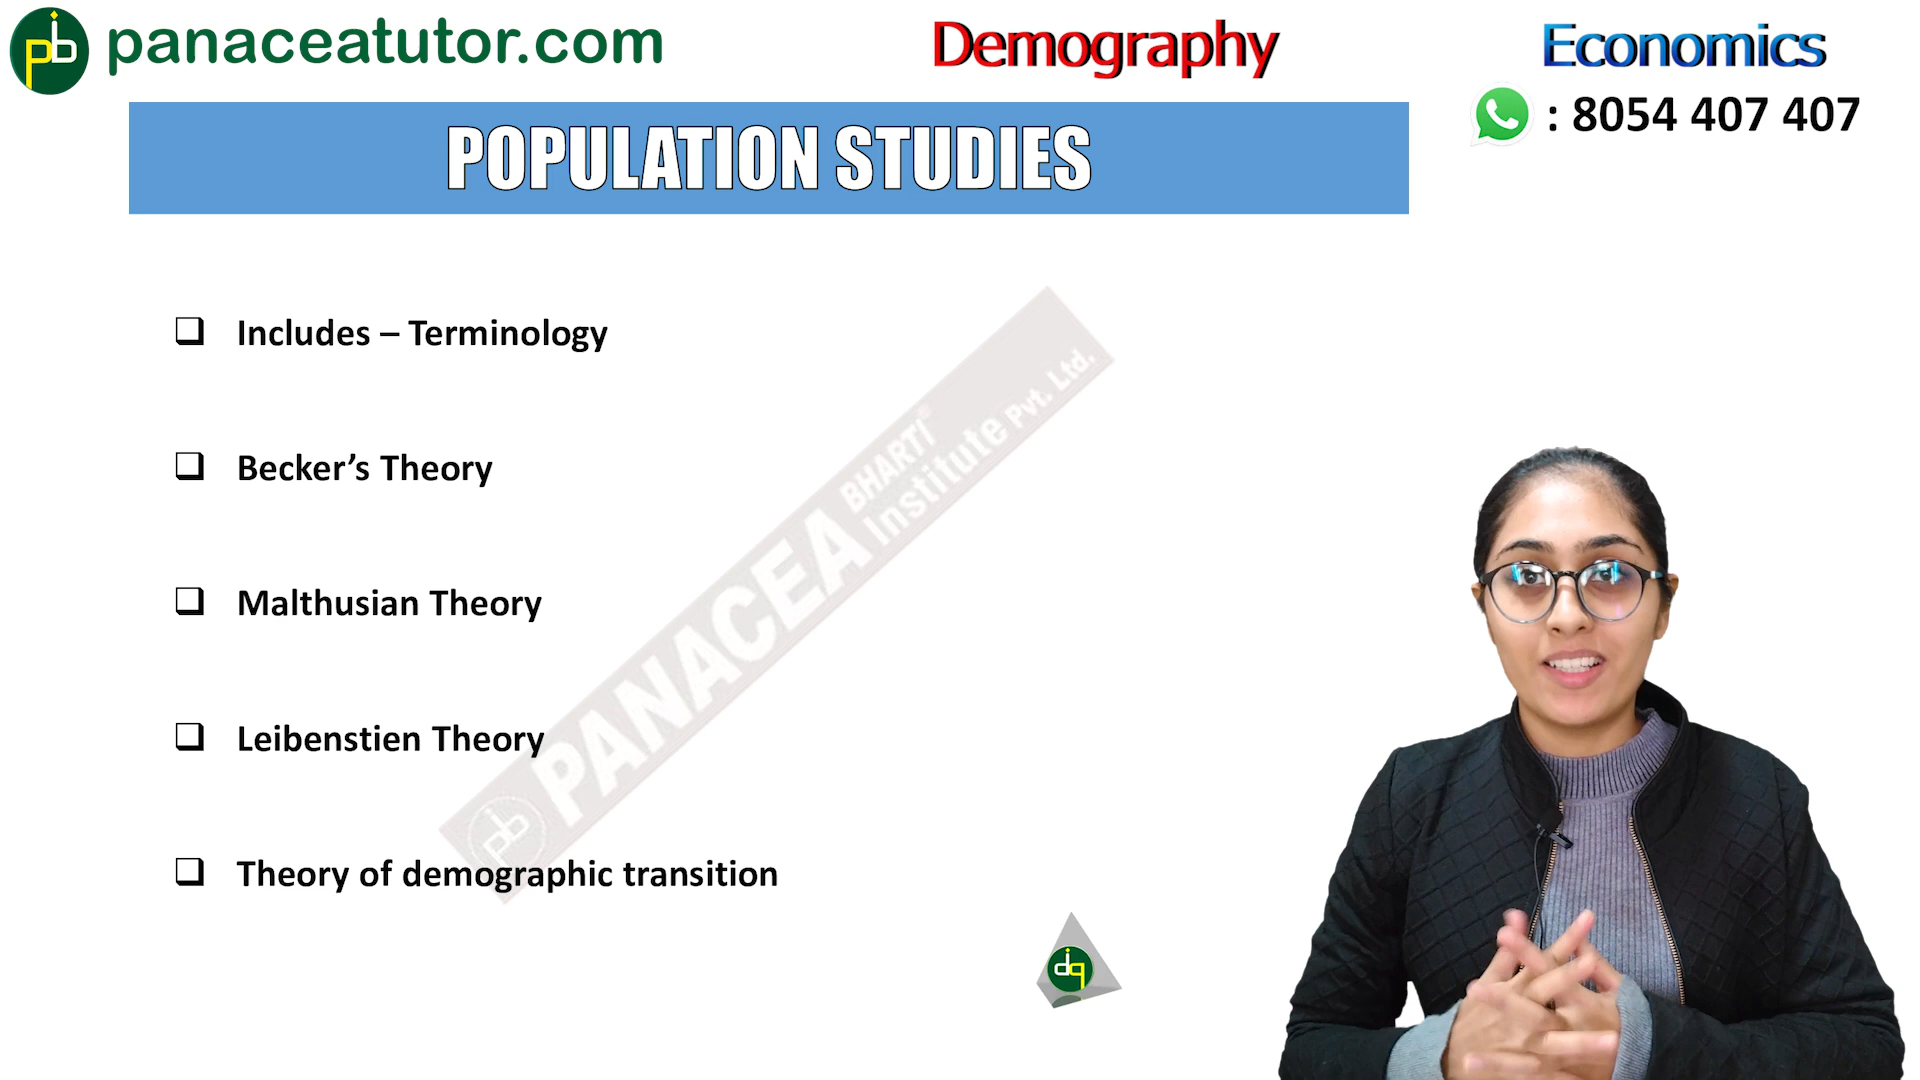 panaceatutor.com
Demography
Economics
: 8054 407 407
POPULATION STUDIES
❑ Includes – Terminology
❑ Becker’s Theory
❑ Malthusian Theory
❑ Leibenstien Theory
❑ Theory of demographic transition
PANACEA BHARTI Institute Pvt. Ltd.